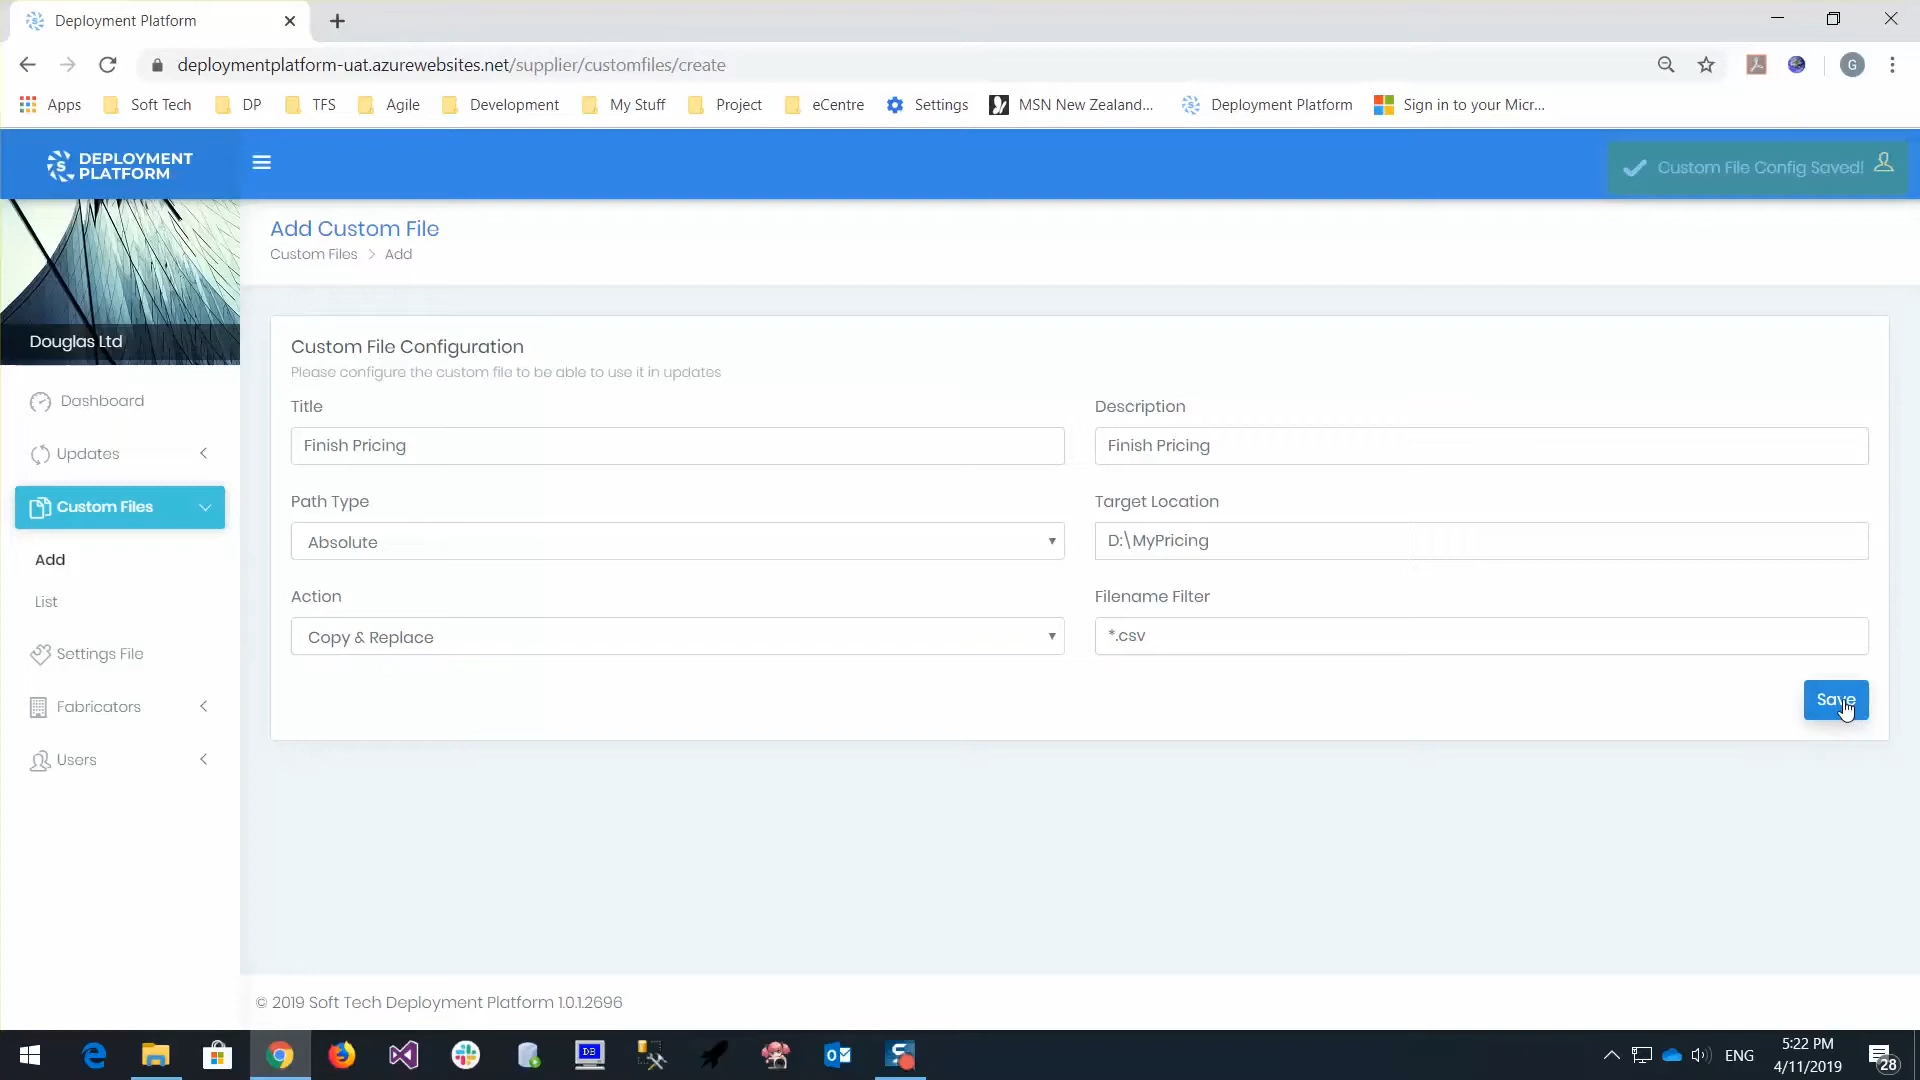 Deployment Platform
deploymentplatform-uat.azurewebsites.net/supplier/customfiles/create
G
Apps Soft Tech DP TFS Agile Development My Stuff Project eCentre Settings MSN New Zealand... Deployment Platform Sign in to your Micr...
DEPLOYMENT
PLATFORM
Custom File Config Saved!
Add Custom File
Custom Files > Add
Douglas Ltd
Dashboard
Updates
Custom Files
Add
List
Settings File
Fabricators
Users
Custom File Configuration
Please configure the custom file to be able to use it in updates
Title Description
Finish Pricing Finish Pricing
Path Type Target Location
Absolute D:\MyPricing
Action Filename Filter
Copy & Replace *.csv
Save
© 2019 Soft Tech Deployment Platform 1.0.1.2696
DB
ENG
5:22 PM
4/11/2019
28